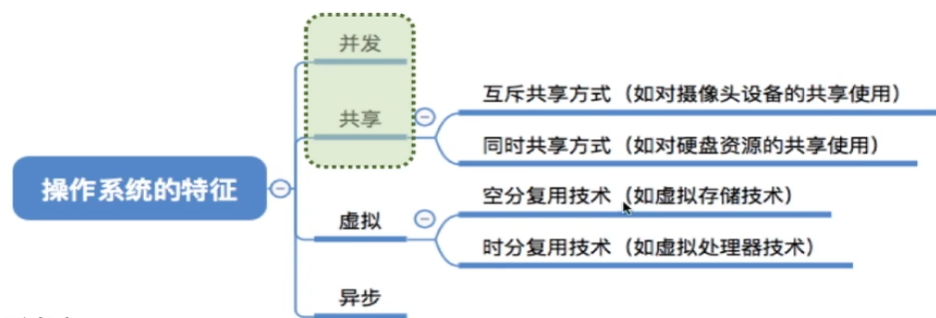 并发
共享
互斥共享方式（如对摄像头设备的共享使用）
同时共享方式（如对硬盘资源的共享使用）
操作系统的特征
虚拟
空分复用技术（如虚拟存储技术）
时分复用技术（如虚拟处理器技术）
异步